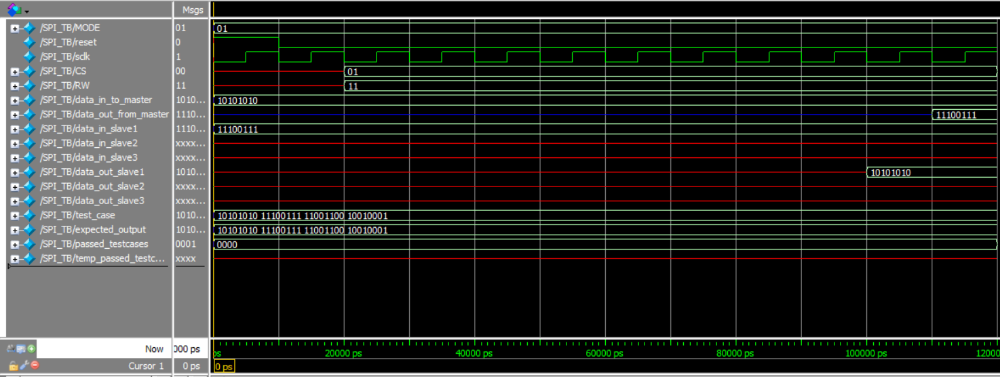 Msgs
/SPI_TB/MODE 01 01
/SPI_TB/reset 0
/SPI_TB/sclk 1
/SPI_TB/CS 00 01
/SPI_TB/RW 11 11
/SPI_TB/data_in_to_master 1010... 10101010
/SPI_TB/data_out_from_master 1110... 11100111
/SPI_TB/data_in_slave1 1110... 11100111
/SPI_TB/data_in_slave2 xxxx...
/SPI_TB/data_in_slave3 xxxx...
/SPI_TB/data_out_slave1 1010... 10101010
/SPI_TB/data_out_slave2 xxxx...
/SPI_TB/data_out_slave3 xxxx...
/SPI_TB/test_case 1010... 10101010 11100111 11001100 10010001
/SPI_TB/expected_output 1010... 10101010 11100111 11001100 10010001
/SPI_TB/passed_testcases 0001 0000
/SPI_TB/temp_passed_testc... xxxx
Now 000 ps ps 20000 ps 40000 ps 60000 ps 80000 ps 100000 ps 12000
Cursor 1 0 ps 0 ps